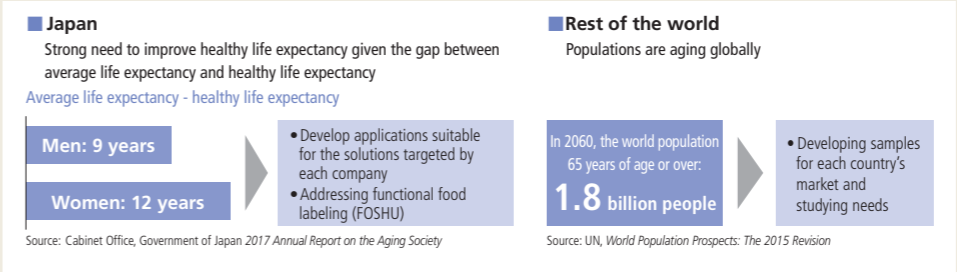 Japan
Strong need to improve healthy life expectancy given the gap between
average life expectancy and healthy life expectancy
Average life expectancy - healthy life expectancy
Men: 9 years
Women: 12 years
• Develop applications suitable
for the solutions targeted by
each company
• Addressing functional food
labeling (FOSHU)
Source: Cabinet Office, Government of Japan 2017 Annual Report on the Aging Society
Rest of the world
Populations are aging globally
In 2060, the world population
65 years of age or over:
1.8 billion people
• Developing samples
for each country's
market and
studying needs
Source: UN, World Population Prospects: The 2015 Revision